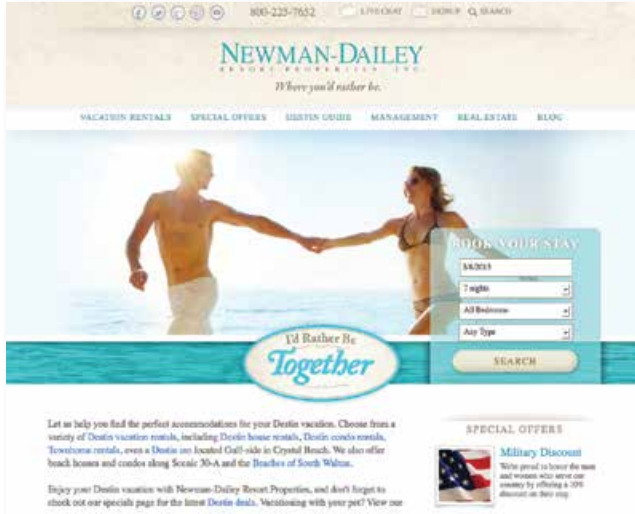 800-225-7652 LIVE CHAT SIGNUP SEARCH
NEWMAN-DAILEY
RESORT PROPERTIES, INC.
Where you'd rather be.
VACATION RENTALS SPECIAL OFFERS DESTIN GUIDE MANAGEMENT REAL ESTATE BLOG
BOOK YOUR STAY
3/8/2013
7 nights
All Bedrooms
Any Type
SEARCH
I'd Rather Be
Together
Let us help you find the perfect accommodations for your Destin vacation. Choose from a
variety of Destin vacation rentals, including Destin house rentals, Destin condo rentals,
Townhome rentals, even a Destin inn located Gulf-side in Crystal Beach. We also offer
beach houses and condos along Scenic 30-A and the Beaches of South Walton.
Enjoy your Destin vacation with Newman-Dailey Resort Properties, and don't forget to
check out our specials page for the latest Destin deals. Vacationing with your pet? View our
SPECIAL OFFERS
Military Discount
We're proud to honor the men
and women who serve our
country by offering a 10%
discount on their stay.